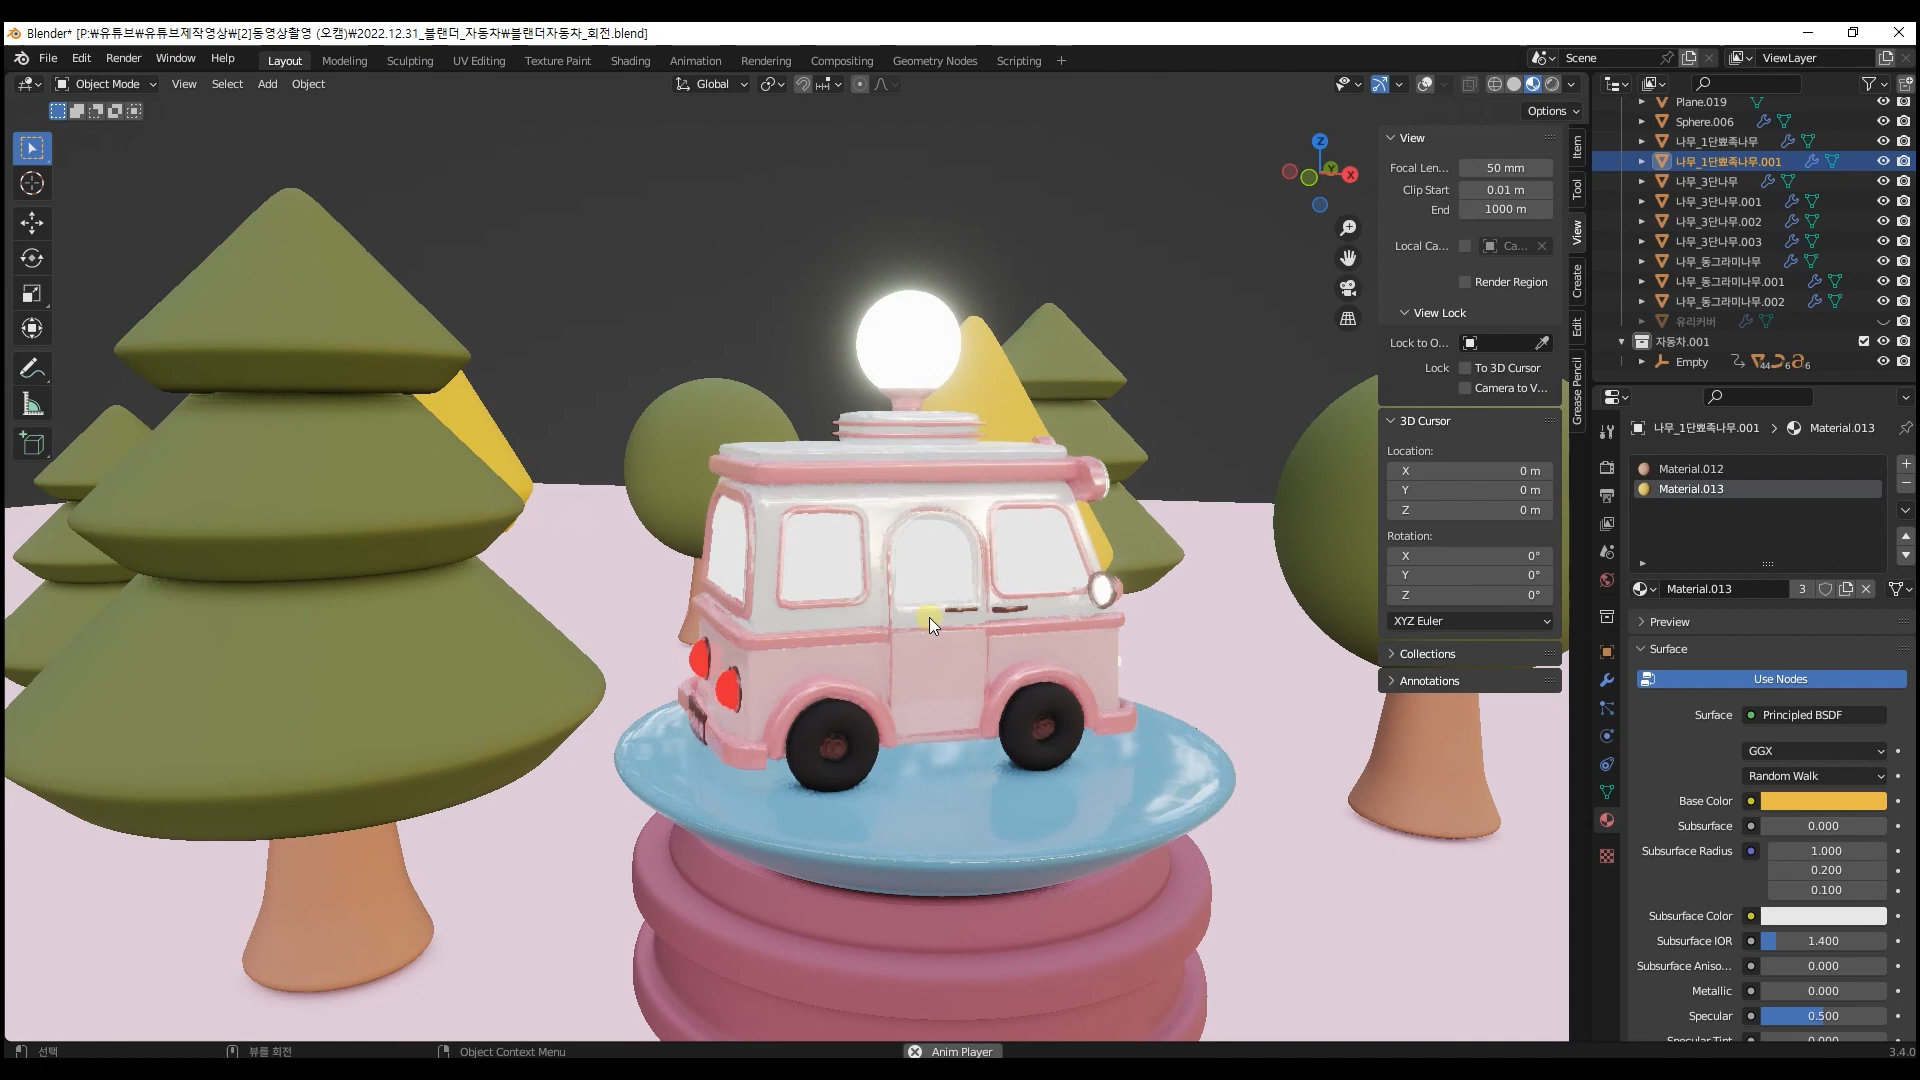 Blender* [P:₩유튜브₩유튜브제작영상₩[2]동영상촬영 (오캠)₩2022.12.31_블랜더_자동차₩블랜더자동차_회전.blend]
File Edit Render Window Help Layout Modeling Sculpting UV Editing Texture Paint Shading Animation Rendering Compositing Geometry Nodes Scripting + Scene ViewLayer
Object Mode View Select Add Object Global
Options
Plane.019
Sphere.006
나무_1단뾰족나무
나무_1단뾰족나무.001
나무_3단나무
나무_3단나무.001
나무_3단나무.002
나무_3단나무.003
나무_동그라미나무
나무_동그라미나무.001
나무_동그라미나무.002
유리커버
자동차.001
Empty 44 6 6
Z
Y
X
View
Focal Len... 50 mm
Clip Start 0.01 m
End 1000 m
Local Ca... Ca...
Render Region
View Lock
Lock to O...
Lock To 3D Cursor
Camera to V...
3D Cursor
Location:
X 0 m
Y 0 m
Z 0 m
Rotation:
X 0°
Y 0°
Z 0°
XYZ Euler
Collections
Annotations
Item
Tool
View
Create
Edit
Grease Pencil
나무_1단뾰족나무.001 > Material.013
Material.012
Material.013
Material.013 3
Preview
Surface
Use Nodes
Surface Principled BSDF
GGX
Random Walk
Base Color
Subsurface 0.000
Subsurface Radius 1.000
0.200
0.100
Subsurface Color
Subsurface IOR 1.400
Subsurface Aniso... 0.000
Metallic 0.000
Specular 0.500
Specular Tint 0.000
선택 뷰를 회전 Object Context Menu Anim Player 3.4.0